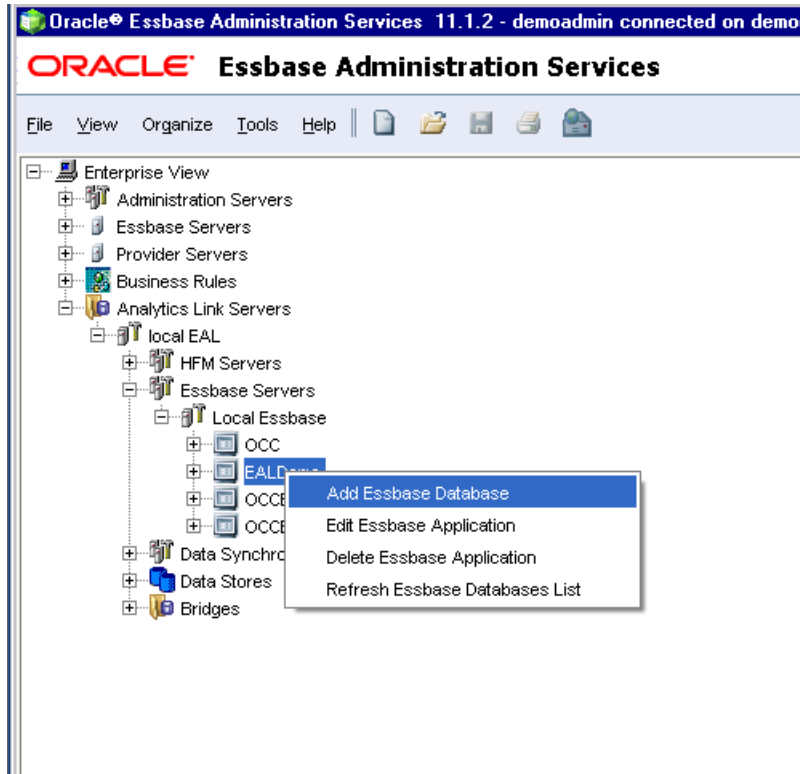 Oracle® Essbase Administration Services 11.1.2 - demoadmin connected on demo
ORACLE Essbase Administration Services
File View Organize Tools Help
Enterprise View
Administration Servers
Essbase Servers
Provider Servers
Business Rules
Analytics Link Servers
local EAL
HFM Servers
Essbase Servers
Local Essbase
OCC
Add Essbase Database
Edit Essbase Application
Delete Essbase Application
Data Stores
Refresh Essbase Databases List
Bridges